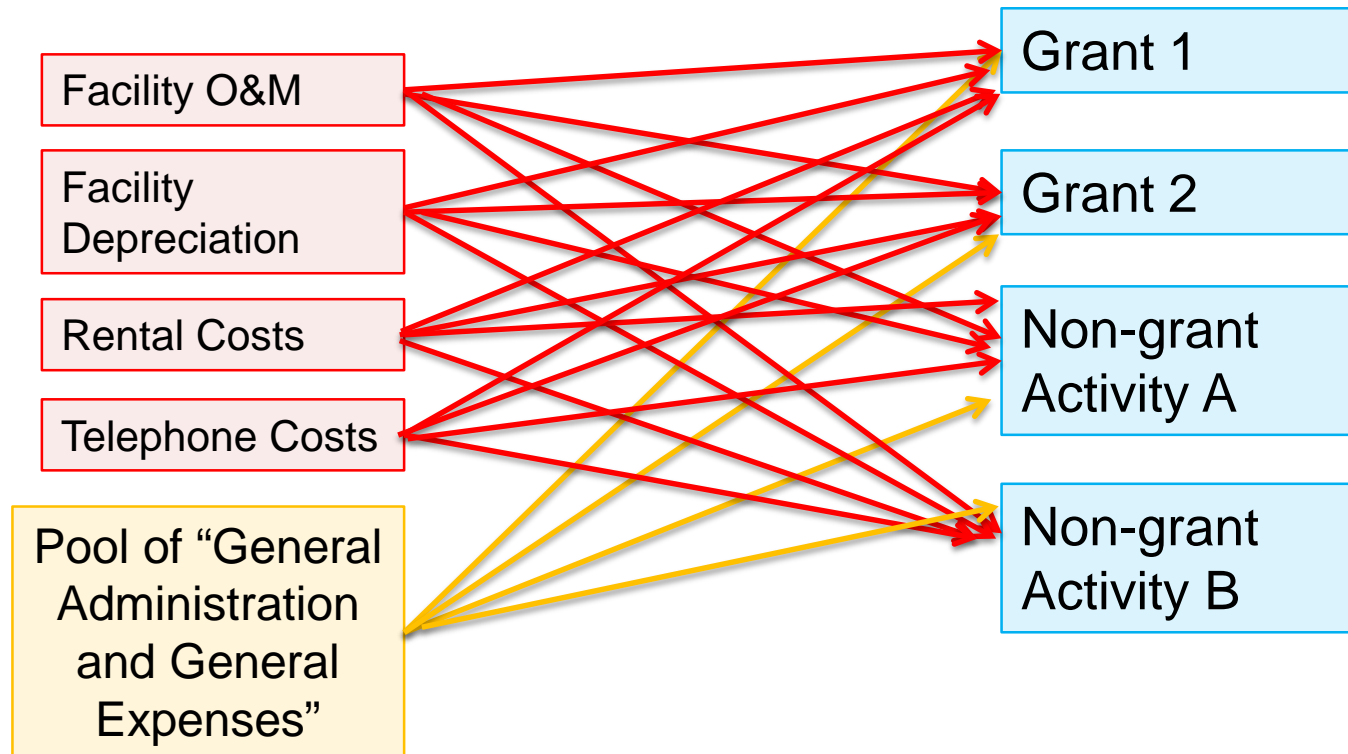 Facility O&M
Facility
Depreciation
Rental Costs
Telephone Costs
Pool of “General
Administration
and General
Expenses”
Grant 1
Grant 2
Non-grant
Activity A
Non-grant
Activity B